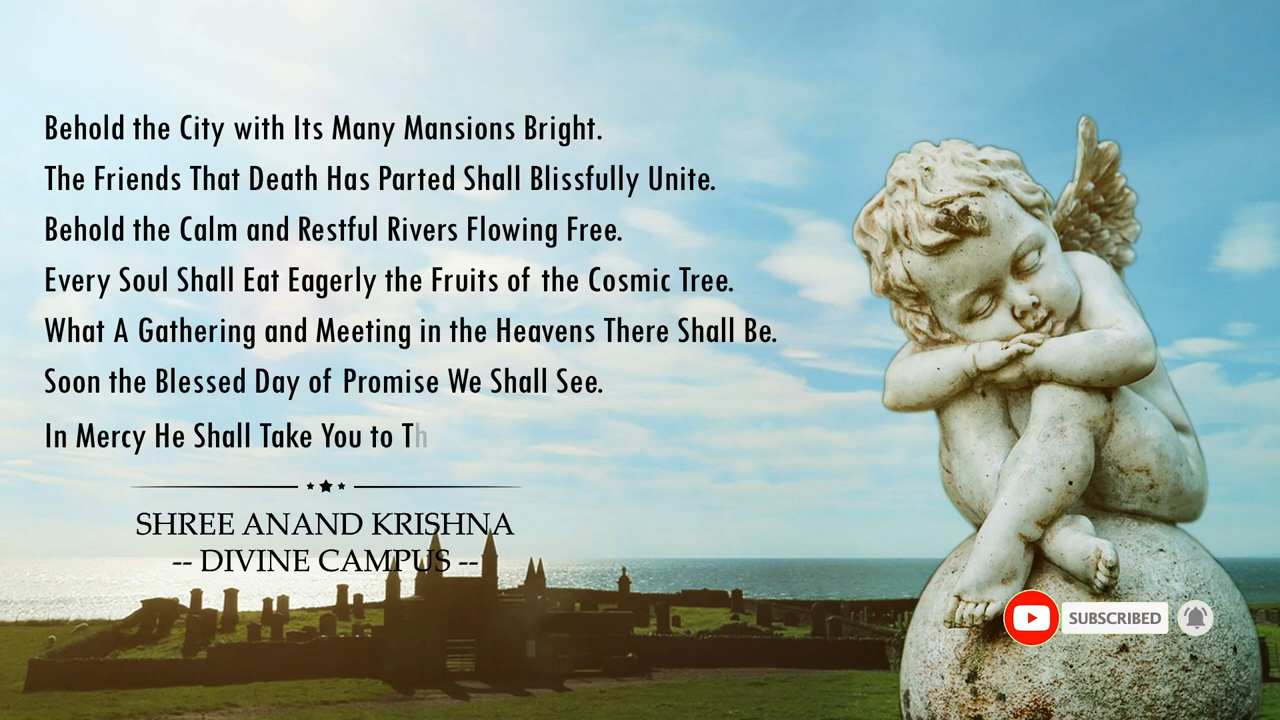 Behold the City with Its Many Mansions Bright.
The Friends That Death Has Parted Shall Blissfully Unite.
Behold the Calm and Restful Rivers Flowing Free.
Every Soul Shall Eat Eagerly the Fruits of the Cosmic Tree.
What A Gathering and Meeting in the Heavens There Shall Be.
Soon the Blessed Day of Promise We Shall See.
In Mercy He Shall Take You to Th
SHREE ANAND KRISHNA
-- DIVINE CAMPUS --
SUBSCRIBED